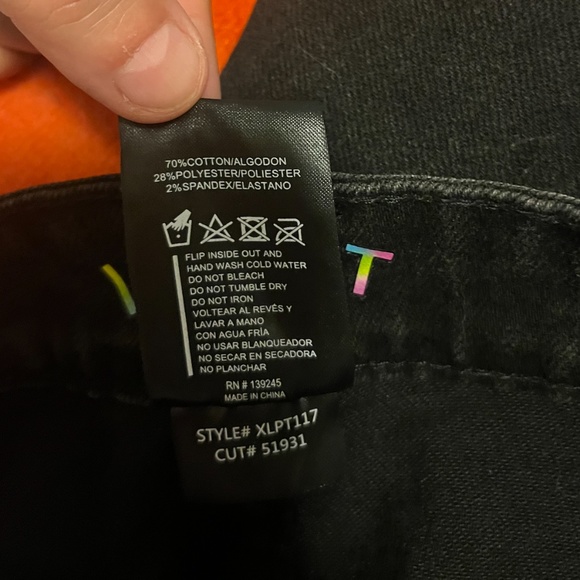 70%COTTON/ALGODON
28%POLYESTER/POLIESTER
2%SPANDEX/ELASTANO
FLIP INSIDE OUT AND
HAND WASH COLD WATER
DO NOT BLEACH
DO NOT TUMBLE DRY
DO NOT IRON
VOLTEAR AL REVÉS Y
LAVAR A MANO
CON AGUA FRÍA
NO USAR BLANQUEADOR
NO SECAR EN SECADORA
NO PLANCHAR
RN # 139245
MADE IN CHINA
T
STYLE# XLPT117
CUT# 51931